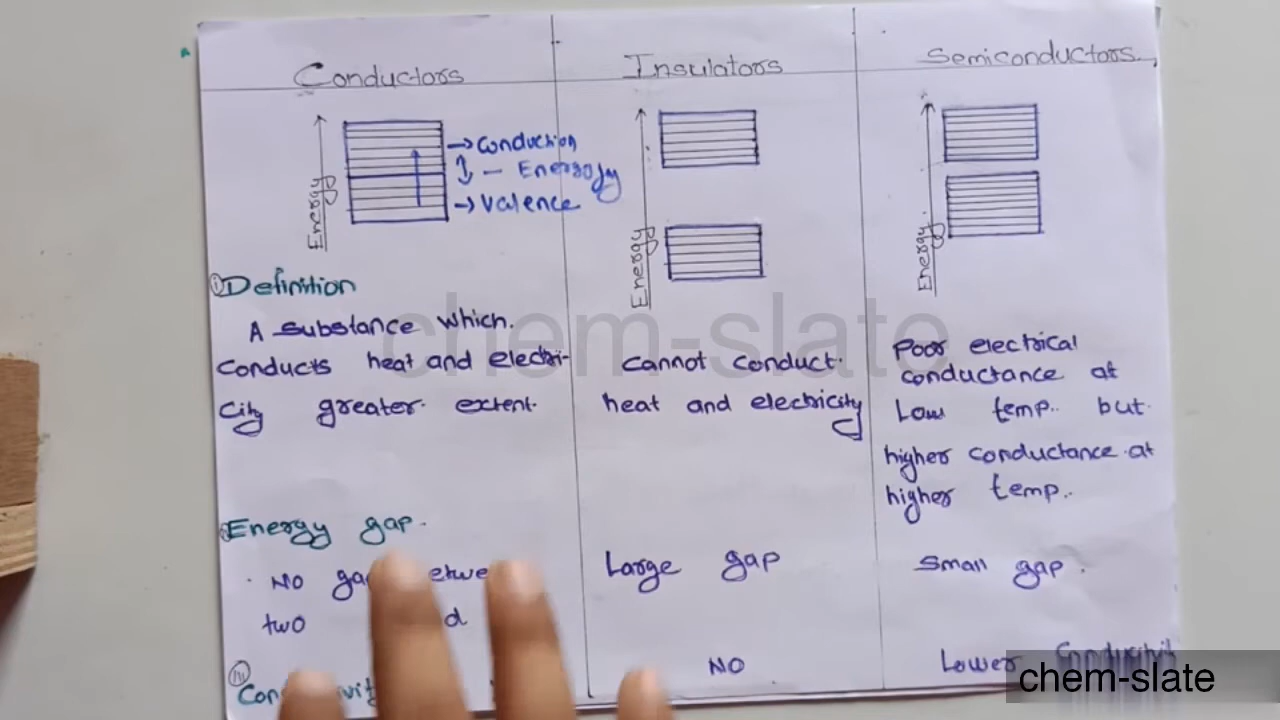 Conductors
Insulators
Semiconductors
Energy
→ Conduction
↕ - Energy
→ Valence
Energy
Energy
(i) Definition
A substance which
Conducts heat and electri-
city greater extent.
Cannot conduct
heat and electricity
Poor electrical
conductance at
Low temp.. but
higher conductance at
higher temp..
Energy gap.
No
two
Large gap
Small gap.
(iii)
NO
Lower
chem-slate
chem-slate